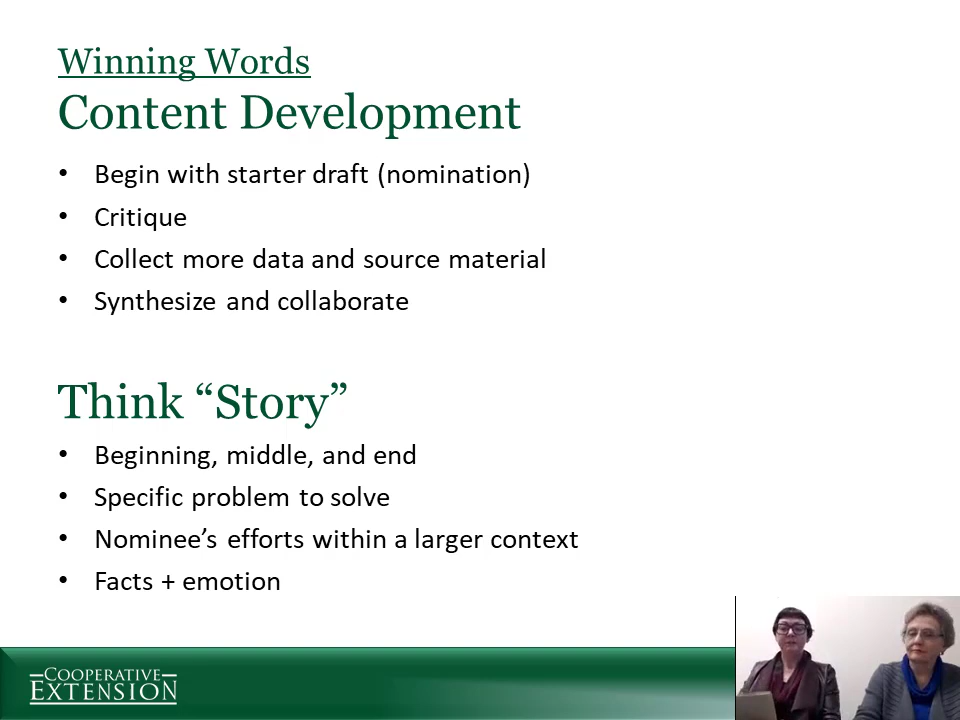 Winning Words
Content Development
• Begin with starter draft (nomination)
• Critique
• Collect more data and source material
• Synthesize and collaborate
Think “Story”
• Beginning, middle, and end
• Specific problem to solve
• Nominee’s efforts within a larger context
• Facts + emotion
COOPERATIVE
EXTENSION